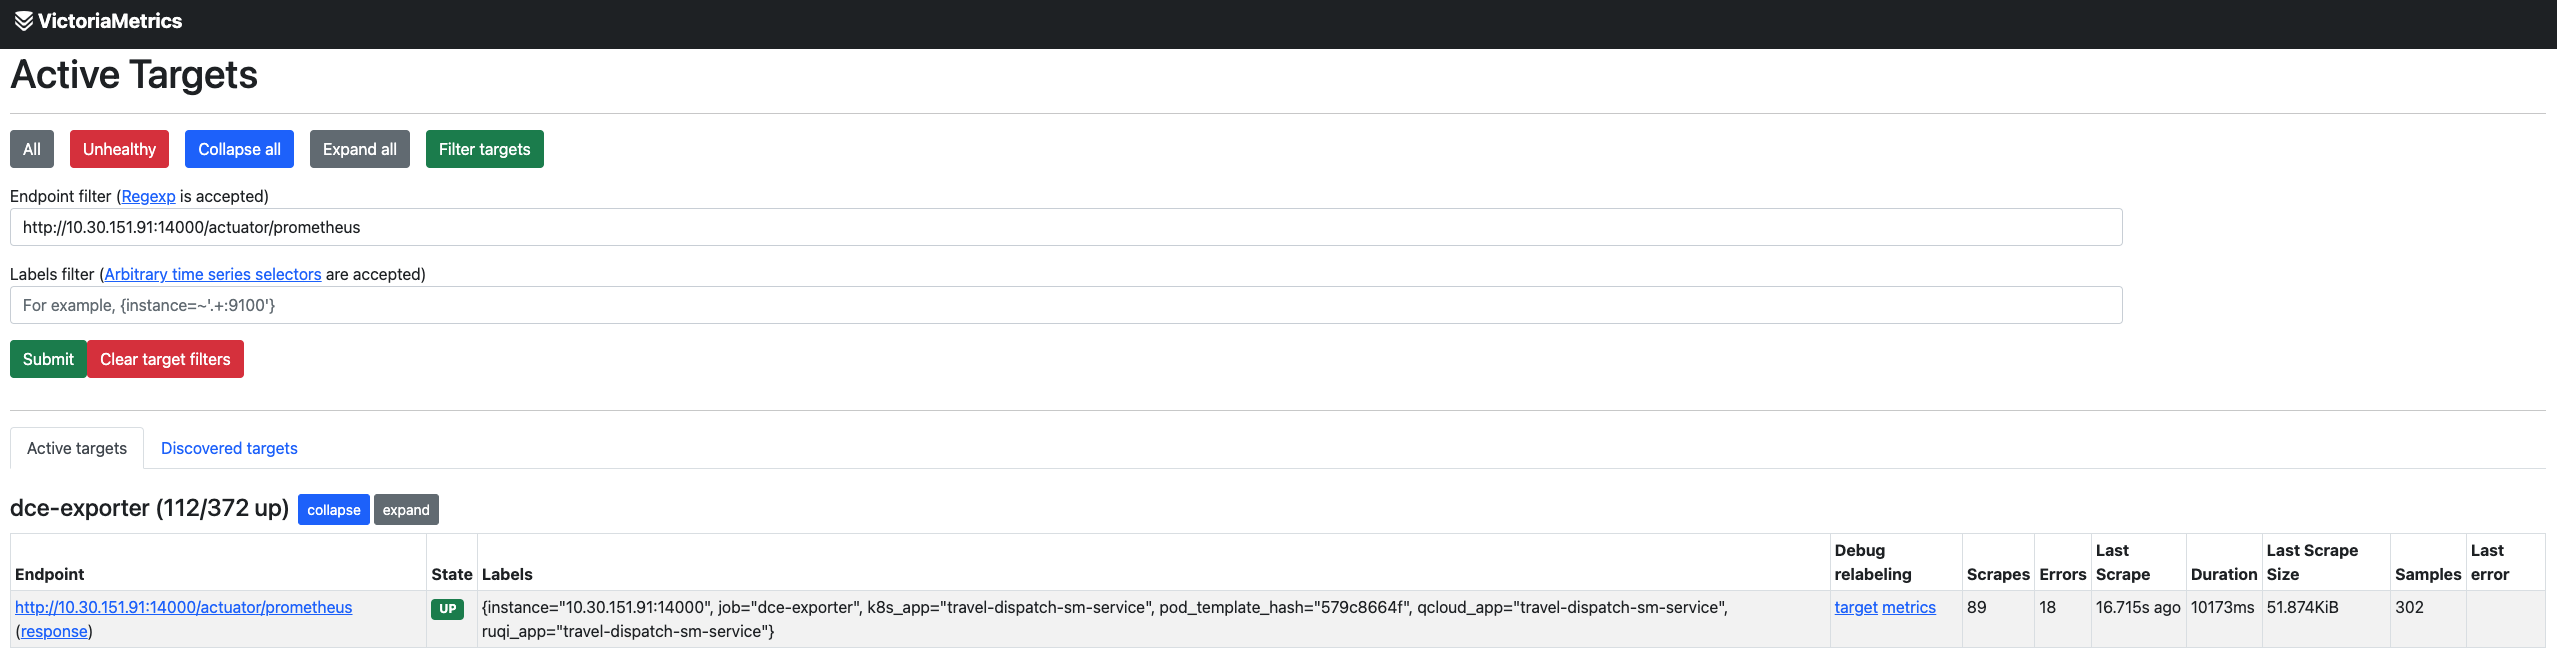 VictoriaMetrics
Active Targets
All Unhealthy Collapse all Expand all Filter targets
Endpoint filter (Regexp is accepted)
http://10.30.151.91:14000/actuator/prometheus
Labels filter (Arbitrary time series selectors are accepted)
For example, {instance=~'.+:9100'}
Submit Clear target filters
Active targets Discovered targets
dce-exporter (112/372 up) collapse expand
Endpoint State Labels Debug relabeling Scrapes Errors Last Scrape Duration Last Scrape Size Samples Last error
http://10.30.151.91:14000/actuator/prometheus (response) UP {instance="10.30.151.91:14000", job="dce-exporter", k8s_app="travel-dispatch-sm-service", pod_template_hash="579c8664f", qcloud_app="travel-dispatch-sm-service", ruqi_app="travel-dispatch-sm-service"} target metrics 89 18 16.715s ago 10173ms 51.874KiB 302